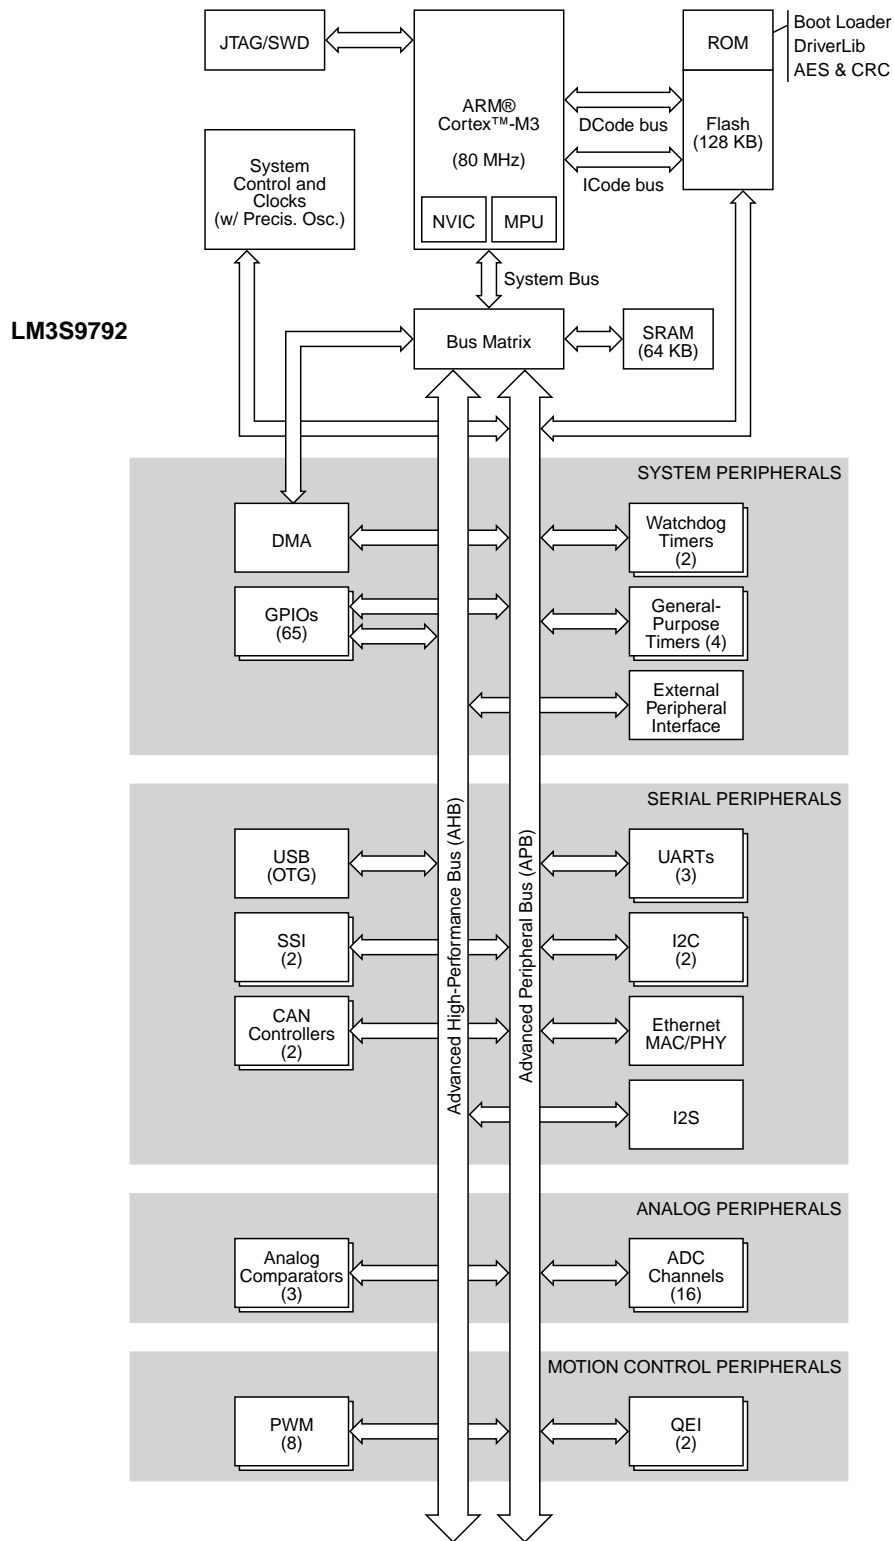 JTAG/SWD
ARM®
Cortex™-M3
(80 MHz)
NVIC
MPU
ROM
Boot Loader
DriverLib
AES & CRC
Flash
(128 KB)
DCode bus
ICode bus
System
Control and
Clocks
(w/ Precis. Osc.)
System Bus
LM3S9792
Bus Matrix
SRAM
(64 KB)
SYSTEM PERIPHERALS
DMA
Watchdog
Timers
(2)
GPIOs
(65)
General-
Purpose
Timers (4)
External
Peripheral
Interface
Advanced High-Performance Bus (AHB)
Advanced Peripheral Bus (APB)
SERIAL PERIPHERALS
USB
(OTG)
UARTs
(3)
SSI
(2)
I2C
(2)
CAN
Controllers
(2)
Ethernet
MAC/PHY
I2S
ANALOG PERIPHERALS
Analog
Comparators
(3)
ADC
Channels
(16)
MOTION CONTROL PERIPHERALS
PWM
(8)
QEI
(2)